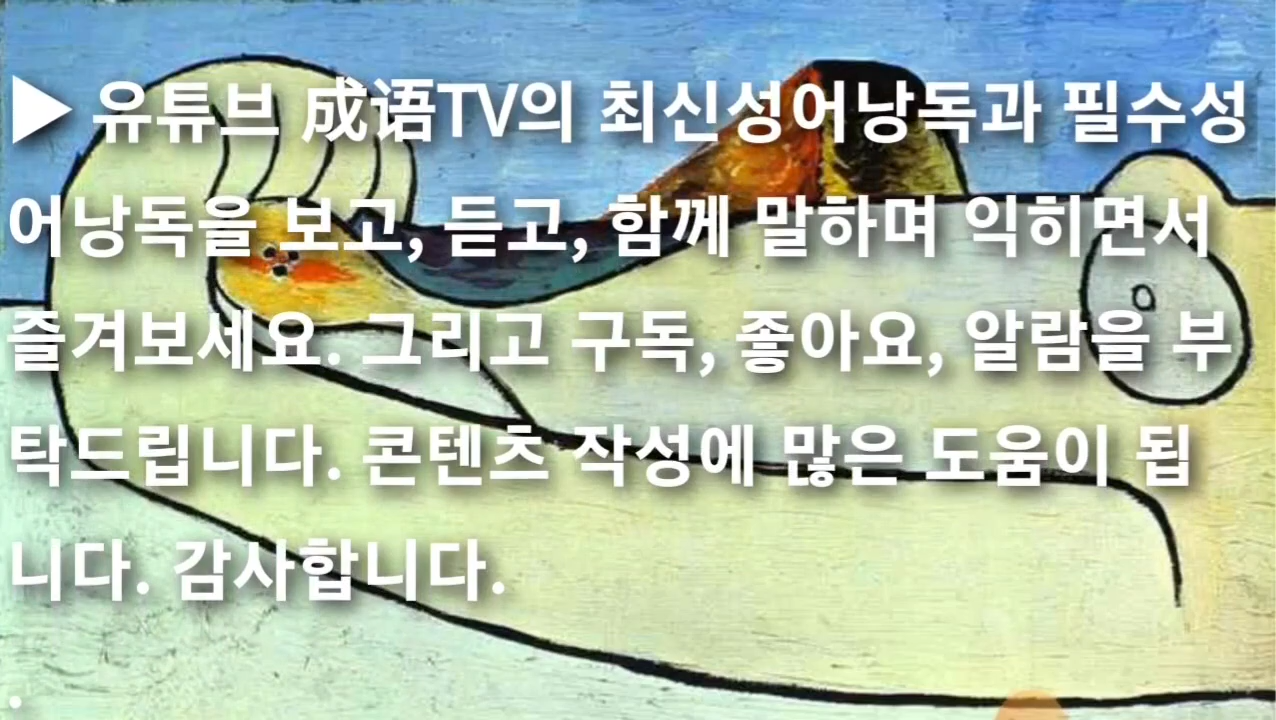 ▶ 유튜브 成语TV의 최신성어낭독과 필수성
어낭독을 보고, 듣고, 함께 말하며 익히면서
즐겨보세요. 그리고 구독, 좋아요, 알람을 부
탁드립니다. 콘텐츠 작성에 많은 도움이 됩
니다. 감사합니다.
.